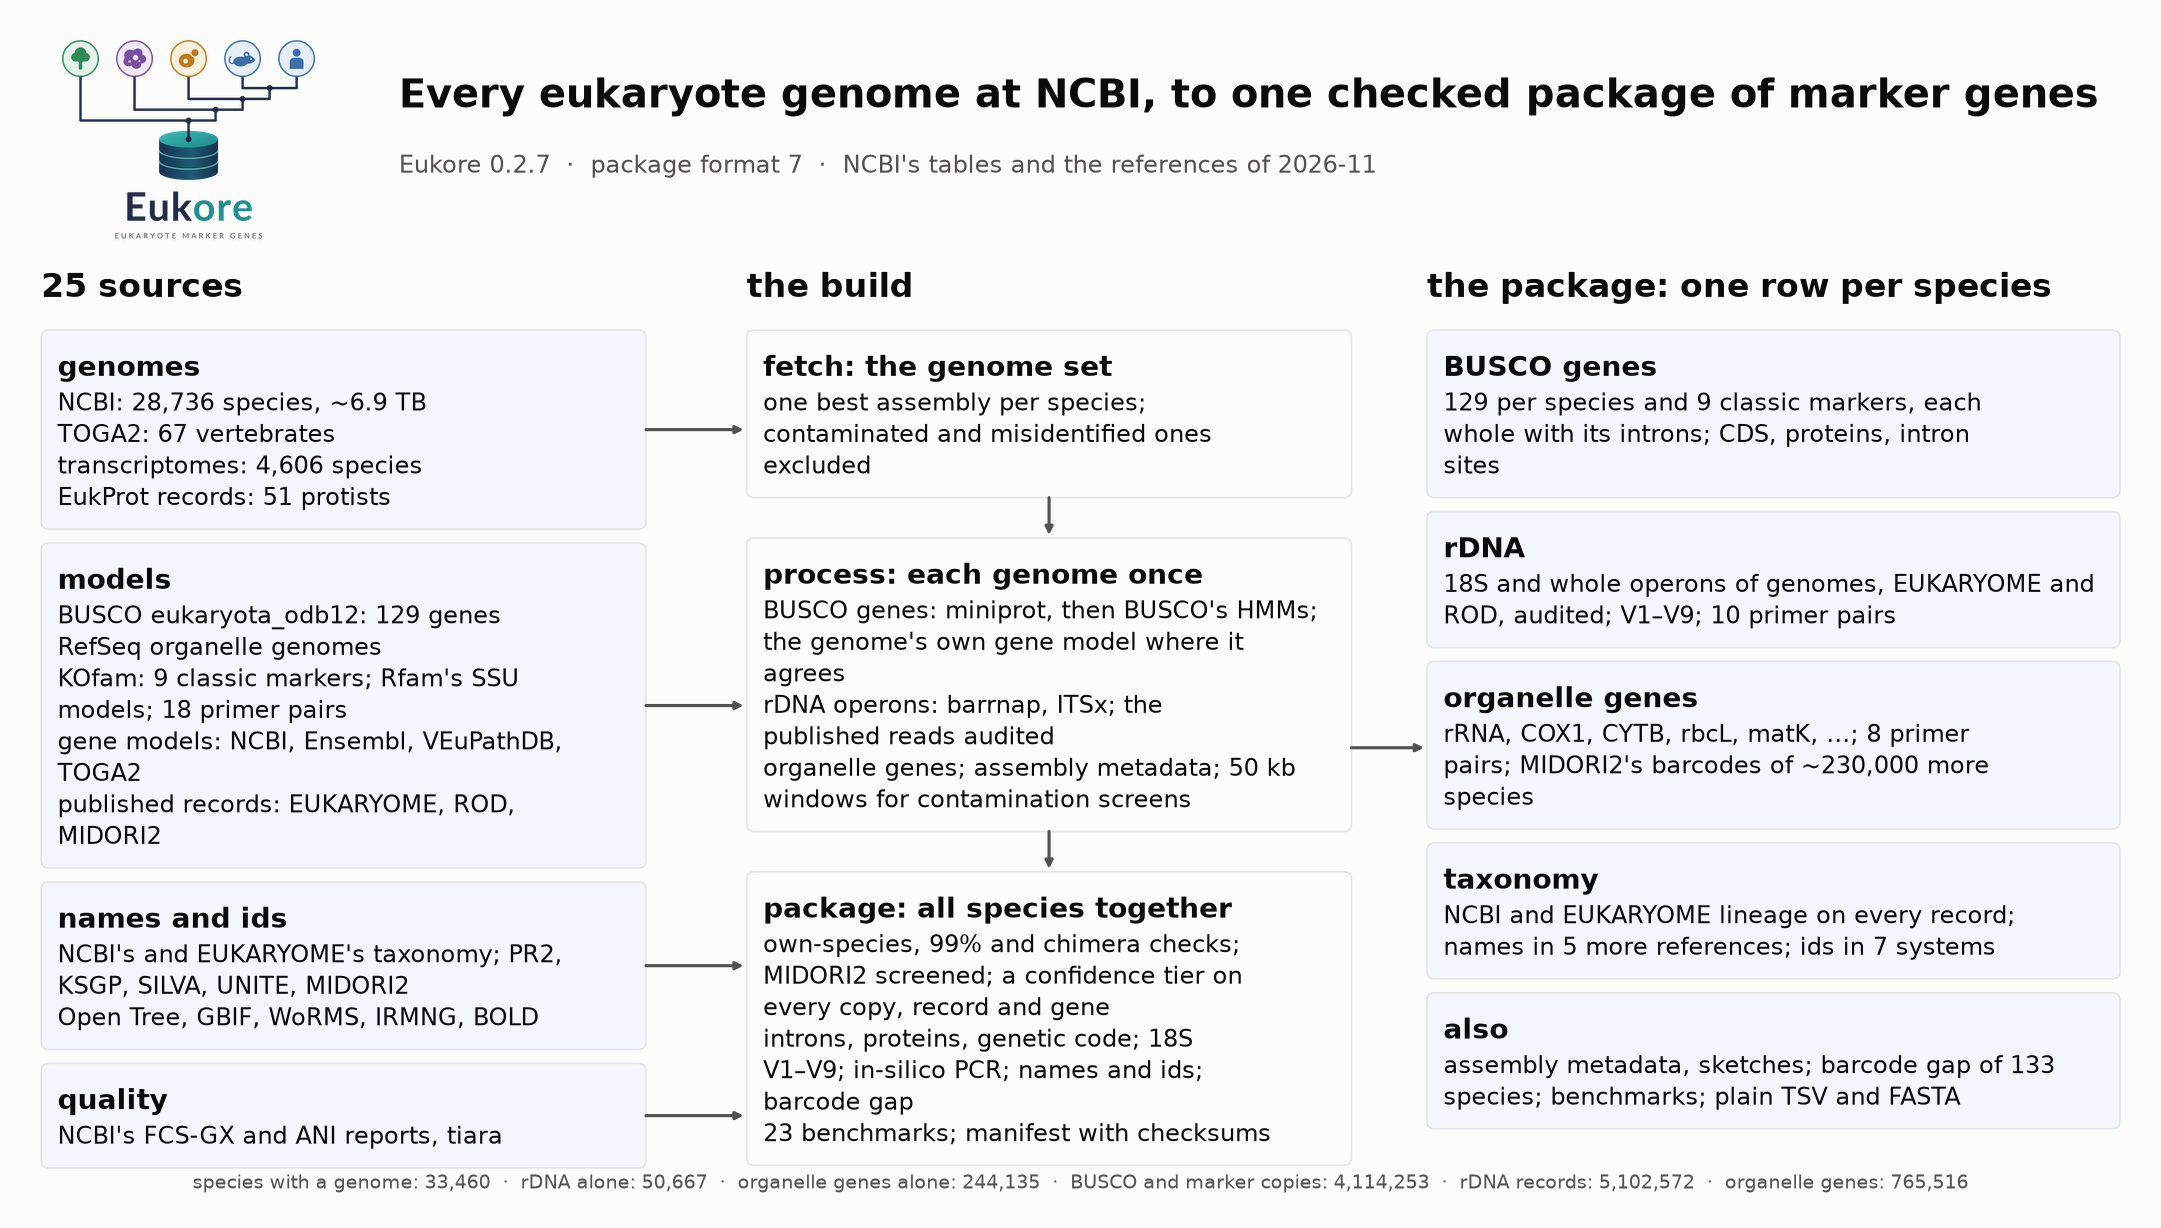 Every eukaryote genome at NCBI, to one checked package of marker genes
Eukore 0.2.7 · package format 7 · NCBI's tables and the references of 2026-11
Eukore
EUKARYOTE MARKER GENES
25 sources
genomes
NCBI: 28,736 species, ~6.9 TB
TOGA2: 67 vertebrates
transcriptomes: 4,606 species
EukProt records: 51 protists
models
BUSCO eukaryota_odb12: 129 genes
RefSeq organelle genomes
KOfam: 9 classic markers; Rfam's SSU
models; 18 primer pairs
gene models: NCBI, Ensembl, VEuPathDB,
TOGA2
published records: EUKARYOME, ROD,
MIDORI2
names and ids
NCBI's and EUKARYOME's taxonomy; PR2,
KSGP, SILVA, UNITE, MIDORI2
Open Tree, GBIF, WoRMS, IRMNG, BOLD
quality
NCBI's FCS-GX and ANI reports, tiara
the build
fetch: the genome set
one best assembly per species;
contaminated and misidentified ones
excluded
process: each genome once
BUSCO genes: miniprot, then BUSCO's HMMs;
the genome's own gene model where it
agrees
rDNA operons: barrnap, ITSx; the
published reads audited
organelle genes; assembly metadata; 50 kb
windows for contamination screens
package: all species together
own-species, 99% and chimera checks;
MIDORI2 screened; a confidence tier on
every copy, record and gene
introns, proteins, genetic code; 18S
V1–V9; in-silico PCR; names and ids;
barcode gap
23 benchmarks; manifest with checksums
the package: one row per species
BUSCO genes
129 per species and 9 classic markers, each
whole with its introns; CDS, proteins, intron
sites
rDNA
18S and whole operons of genomes, EUKARYOME and
ROD, audited; V1–V9; 10 primer pairs
organelle genes
rRNA, COX1, CYTB, rbcL, matK, …; 8 primer
pairs; MIDORI2's barcodes of ~230,000 more
species
taxonomy
NCBI and EUKARYOME lineage on every record;
names in 5 more references; ids in 7 systems
also
assembly metadata, sketches; barcode gap of 133
species; benchmarks; plain TSV and FASTA
species with a genome: 33,460 · rDNA alone: 50,667 · organelle genes alone: 244,135 · BUSCO and marker copies: 4,114,253 · rDNA records: 5,102,572 · organelle genes: 765,516